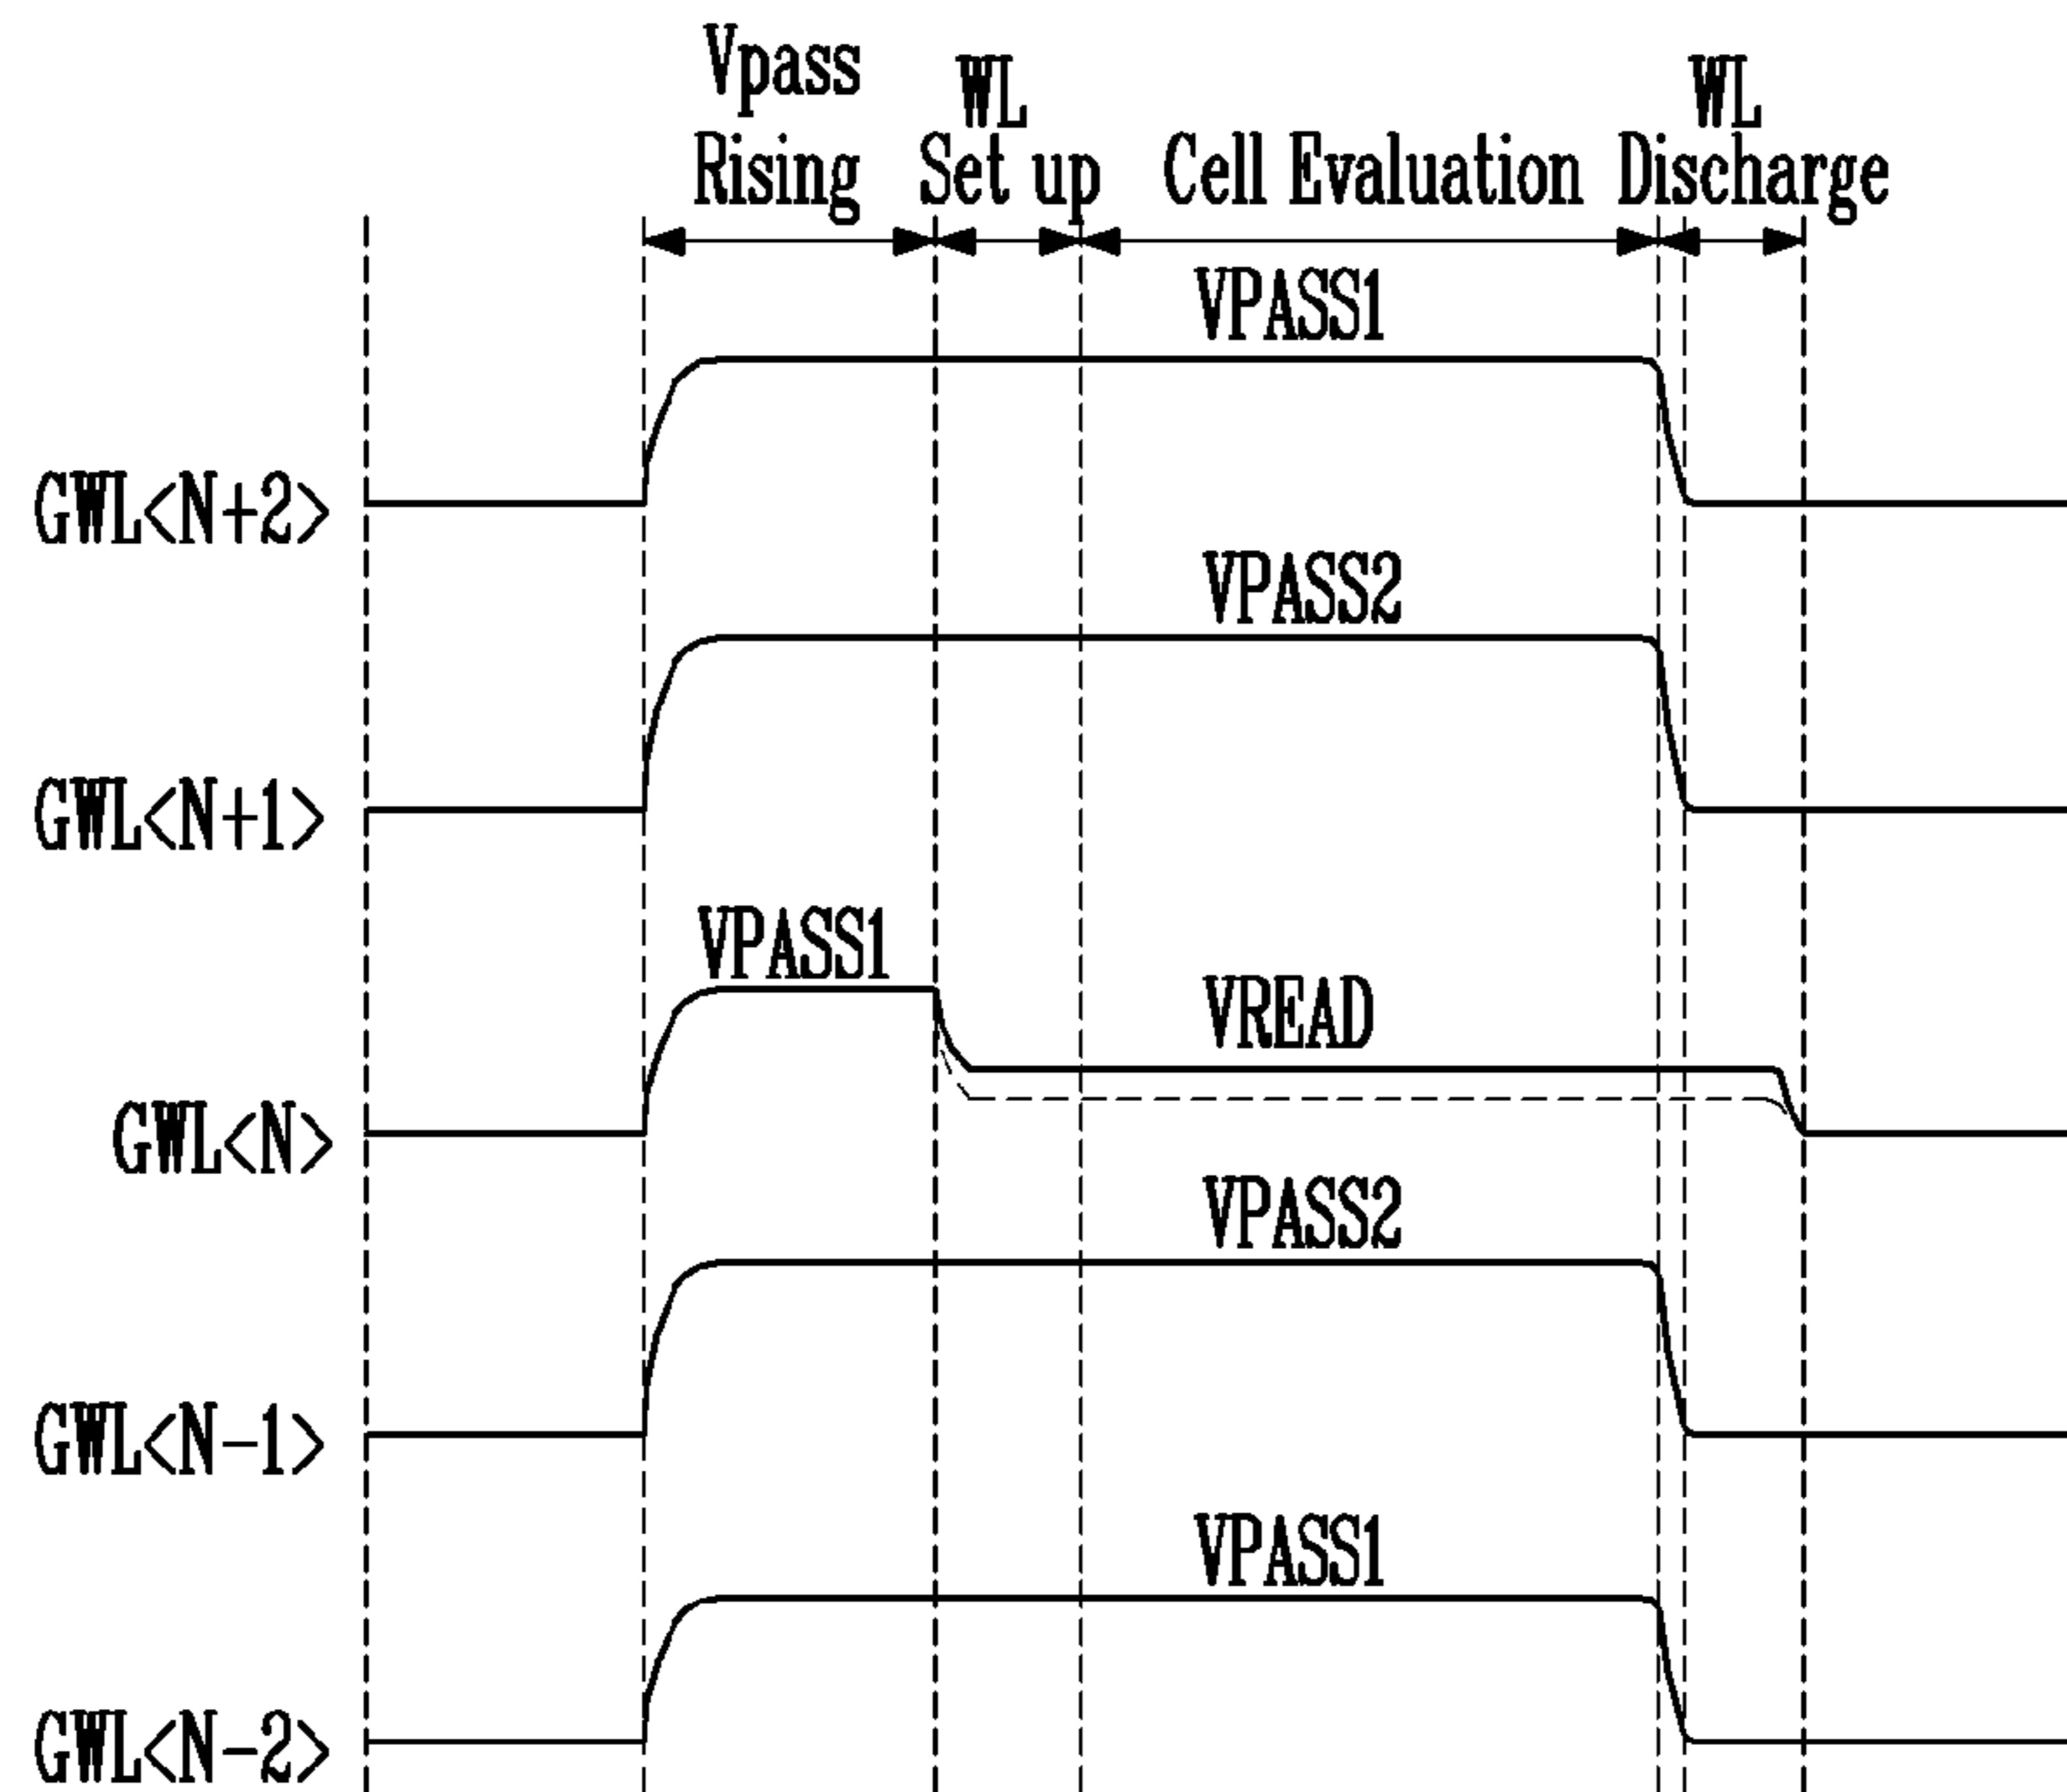 Vpass
Rising
WL
Set up
Cell Evaluation
WL
Discharge
VPASS1
GWL<N+2>
VPASS2
GWL<N+1>
VPASS1
VREAD
GWL<N>
VPASS2
GWL<N-1>
VPASS1
GWL<N-2>